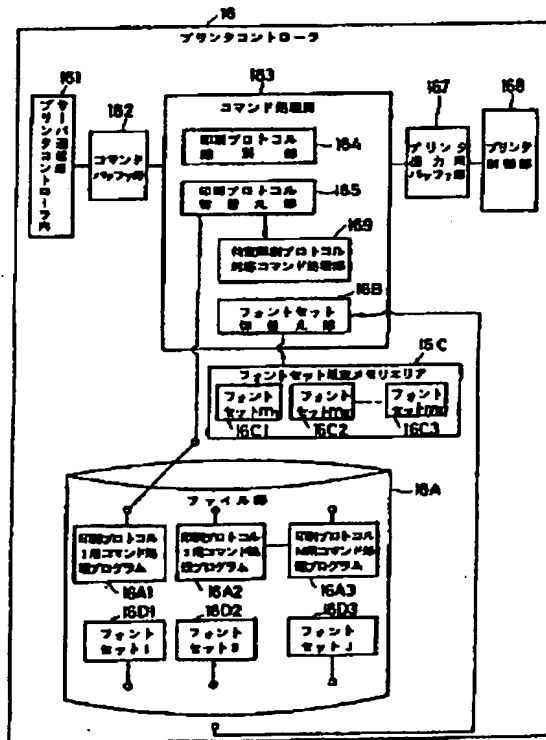 16
プリンタコントローラ
161
サーバ通信部
プリンタコントローラ内
162
コマンド
バッファ部
163
コマンド処理部
印刷プロトコル
識別部
164
印刷プロトコル
切替え部
165
特定印刷プロトコル
対応コマンド処理部
169
フォントセット
切替え部
16B
167
プリンタ
出力用
バッファ部
168
プリンタ
制御部
16C
フォントセット設定メモリエリア
フォント
セットm1
フォント
セットm2
フォント
セットmn
16C1
16C2
16C3
16A
ファイル部
印刷プロトコル
1用コマンド処
理プログラム
印刷プロトコル
用コマンド処
理プログラム
印刷プロトコル
M用コマンド処
理プログラム
16A1
16A2
16A3
16D1
16D2
16D3
フォント
セット1
フォント
セット
フォント
セットJ